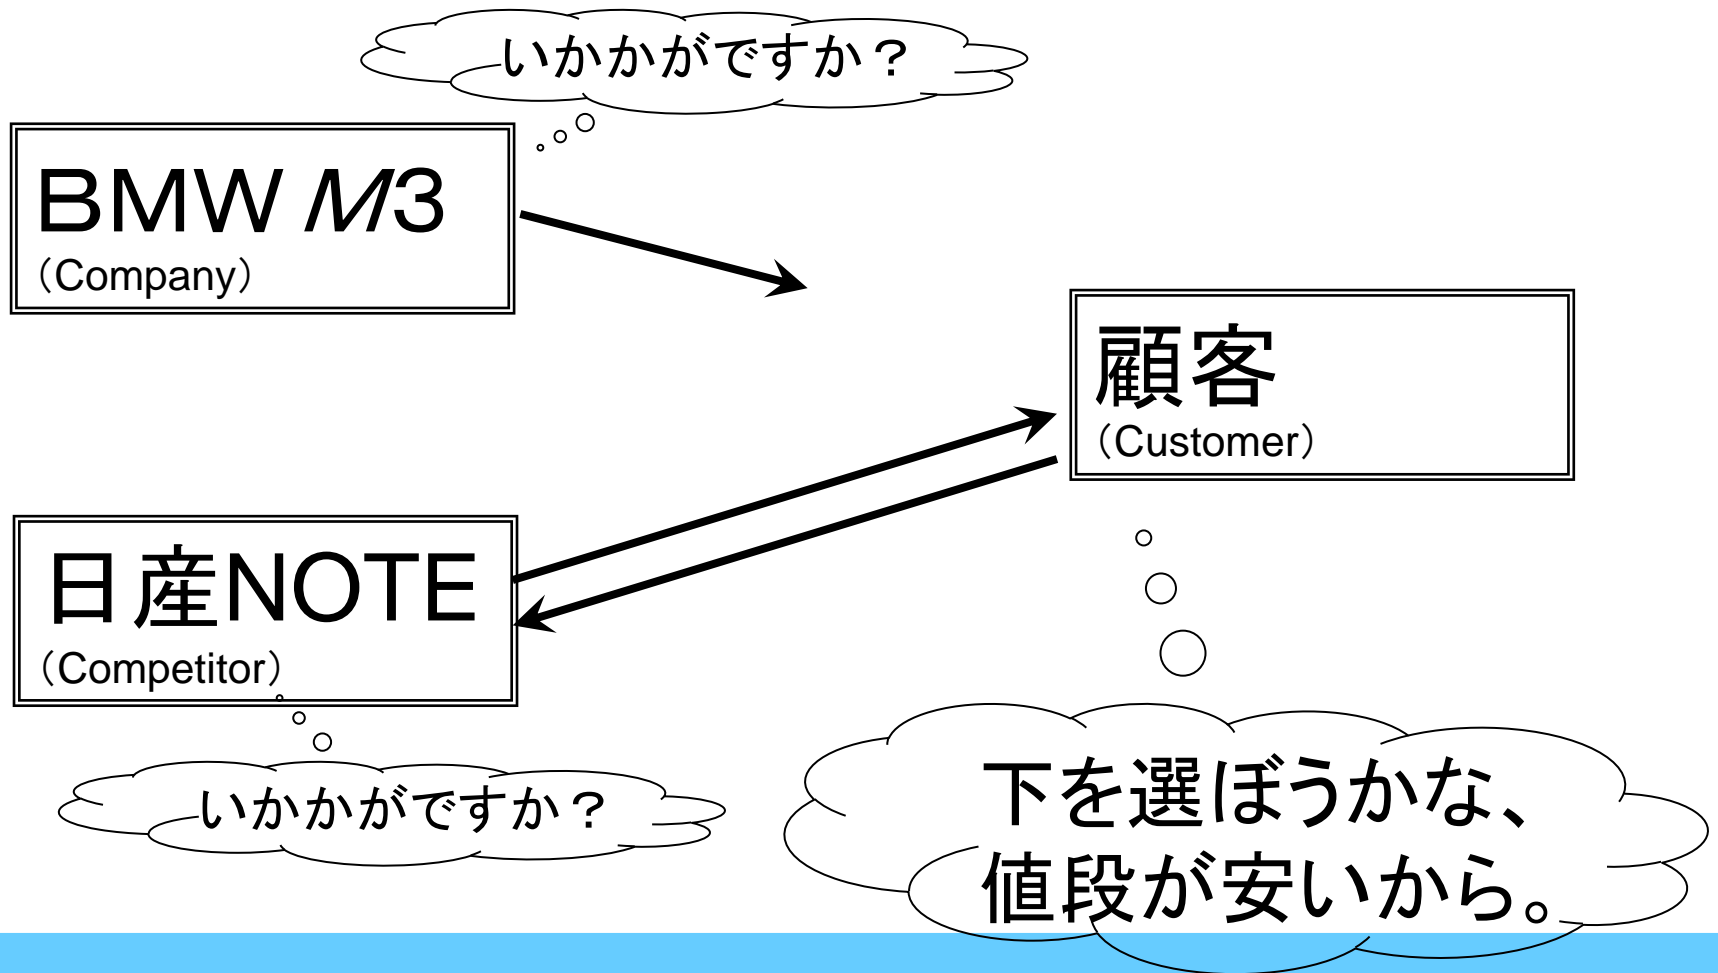 いかかがですか？
ＢＭＷ M3
（Company）
顧客
（Customer）
日産NOTE
（Competitor）
いかかがですか？
下を選ぼうかな、
値段が安いから。